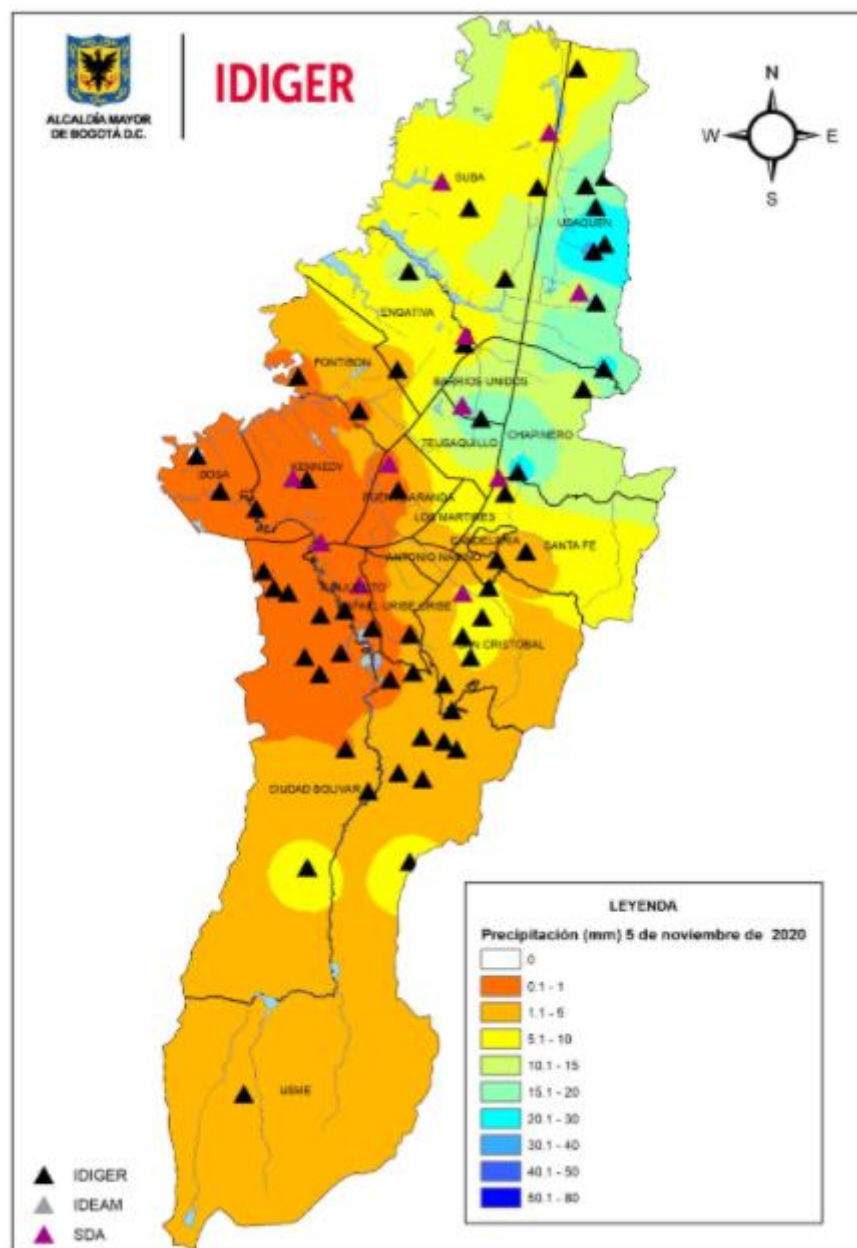 ALCALDÍA MAYOR
DE BOGOTÁ D.C.
IDIGER
N
W E
S
SUBA
USAQUEN
ENGATIVA
FONTIBON
BARRIOS UNIDOS
TEUSAQUILLO
CHAPINERO
BOSA
KENNEDY
PUENTE ARANDA
LOS MARTIRES
CANDELARIA
SANTA FE
ANTONIO NARIÑO
RAFAEL URIBE URIBE
SAN CRISTOBAL
CIUDAD BOLIVAR
USME
LEYENDA
Precipitación (mm) 5 de noviembre de 2020
0
0.1 - 1
1.1 - 5
5.1 - 10
10.1 - 15
15.1 - 20
20.1 - 30
30.1 - 40
40.1 - 50
50.1 - 80
IDIGER
IDEAM
SDA